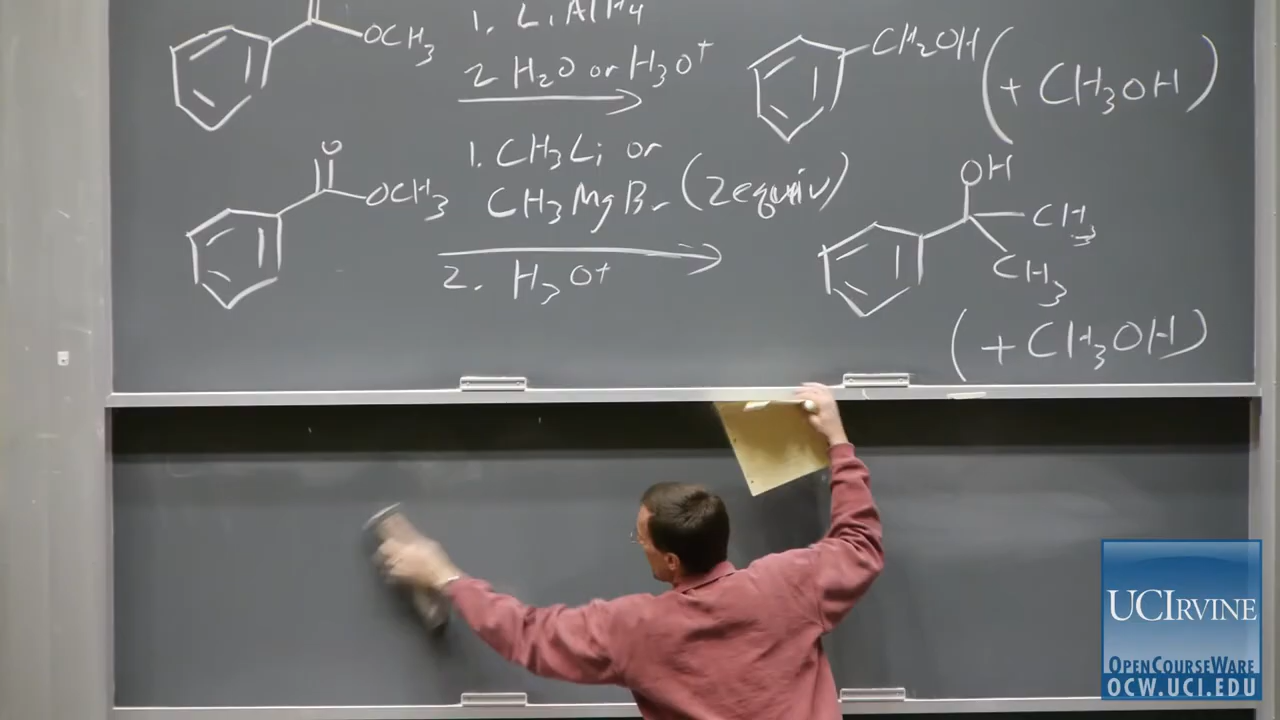 1. LiAlH4
OCH3
2 H2O or H3O+
CH2OH (+ CH3OH)
O
OCH3
1. CH3Li or
CH3MgBr (2 equiv)
2. H3O+
OH
CH3
CH3
(+ CH3OH)
UCIRVINE
OPENCOURSEWARE
OCW.UCI.EDU